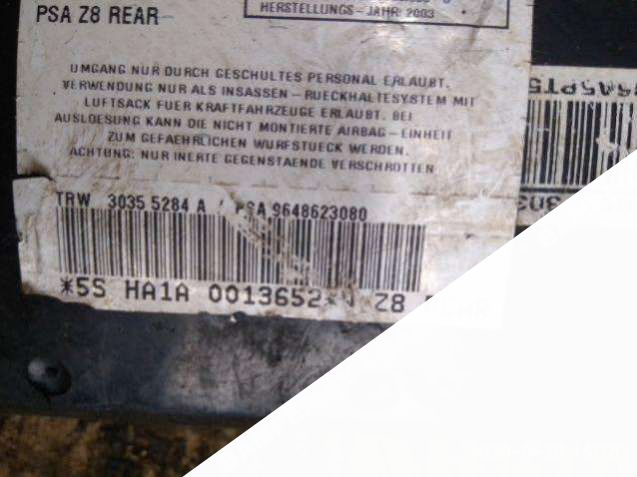 PSA Z8 REAR
HERSTELLUNGS-JAHR 2003
UMGANG NUR DURCH GESCHULTES PERSONAL ERLAUBT.
VERWENDUNG NUR ALS INSASSEN-RUECKHALTESYSTEM MIT
LUFTSACK FUER KRAFTFAHRZEUGE ERLAUBT. BEI
AUSLOESUNG KANN DIE NICHT MONTIERTE AIRBAG-EINHEIT
ZUM GEFAEHRLICHEN WURFSTUECK WERDEN.
ACHTUNG: NUR INERTE GEGENSTAENDE VERSCHROTTEN
TRW 3035 5284 A / PSA 9648623080
*5S HA1A 0013652* Z8